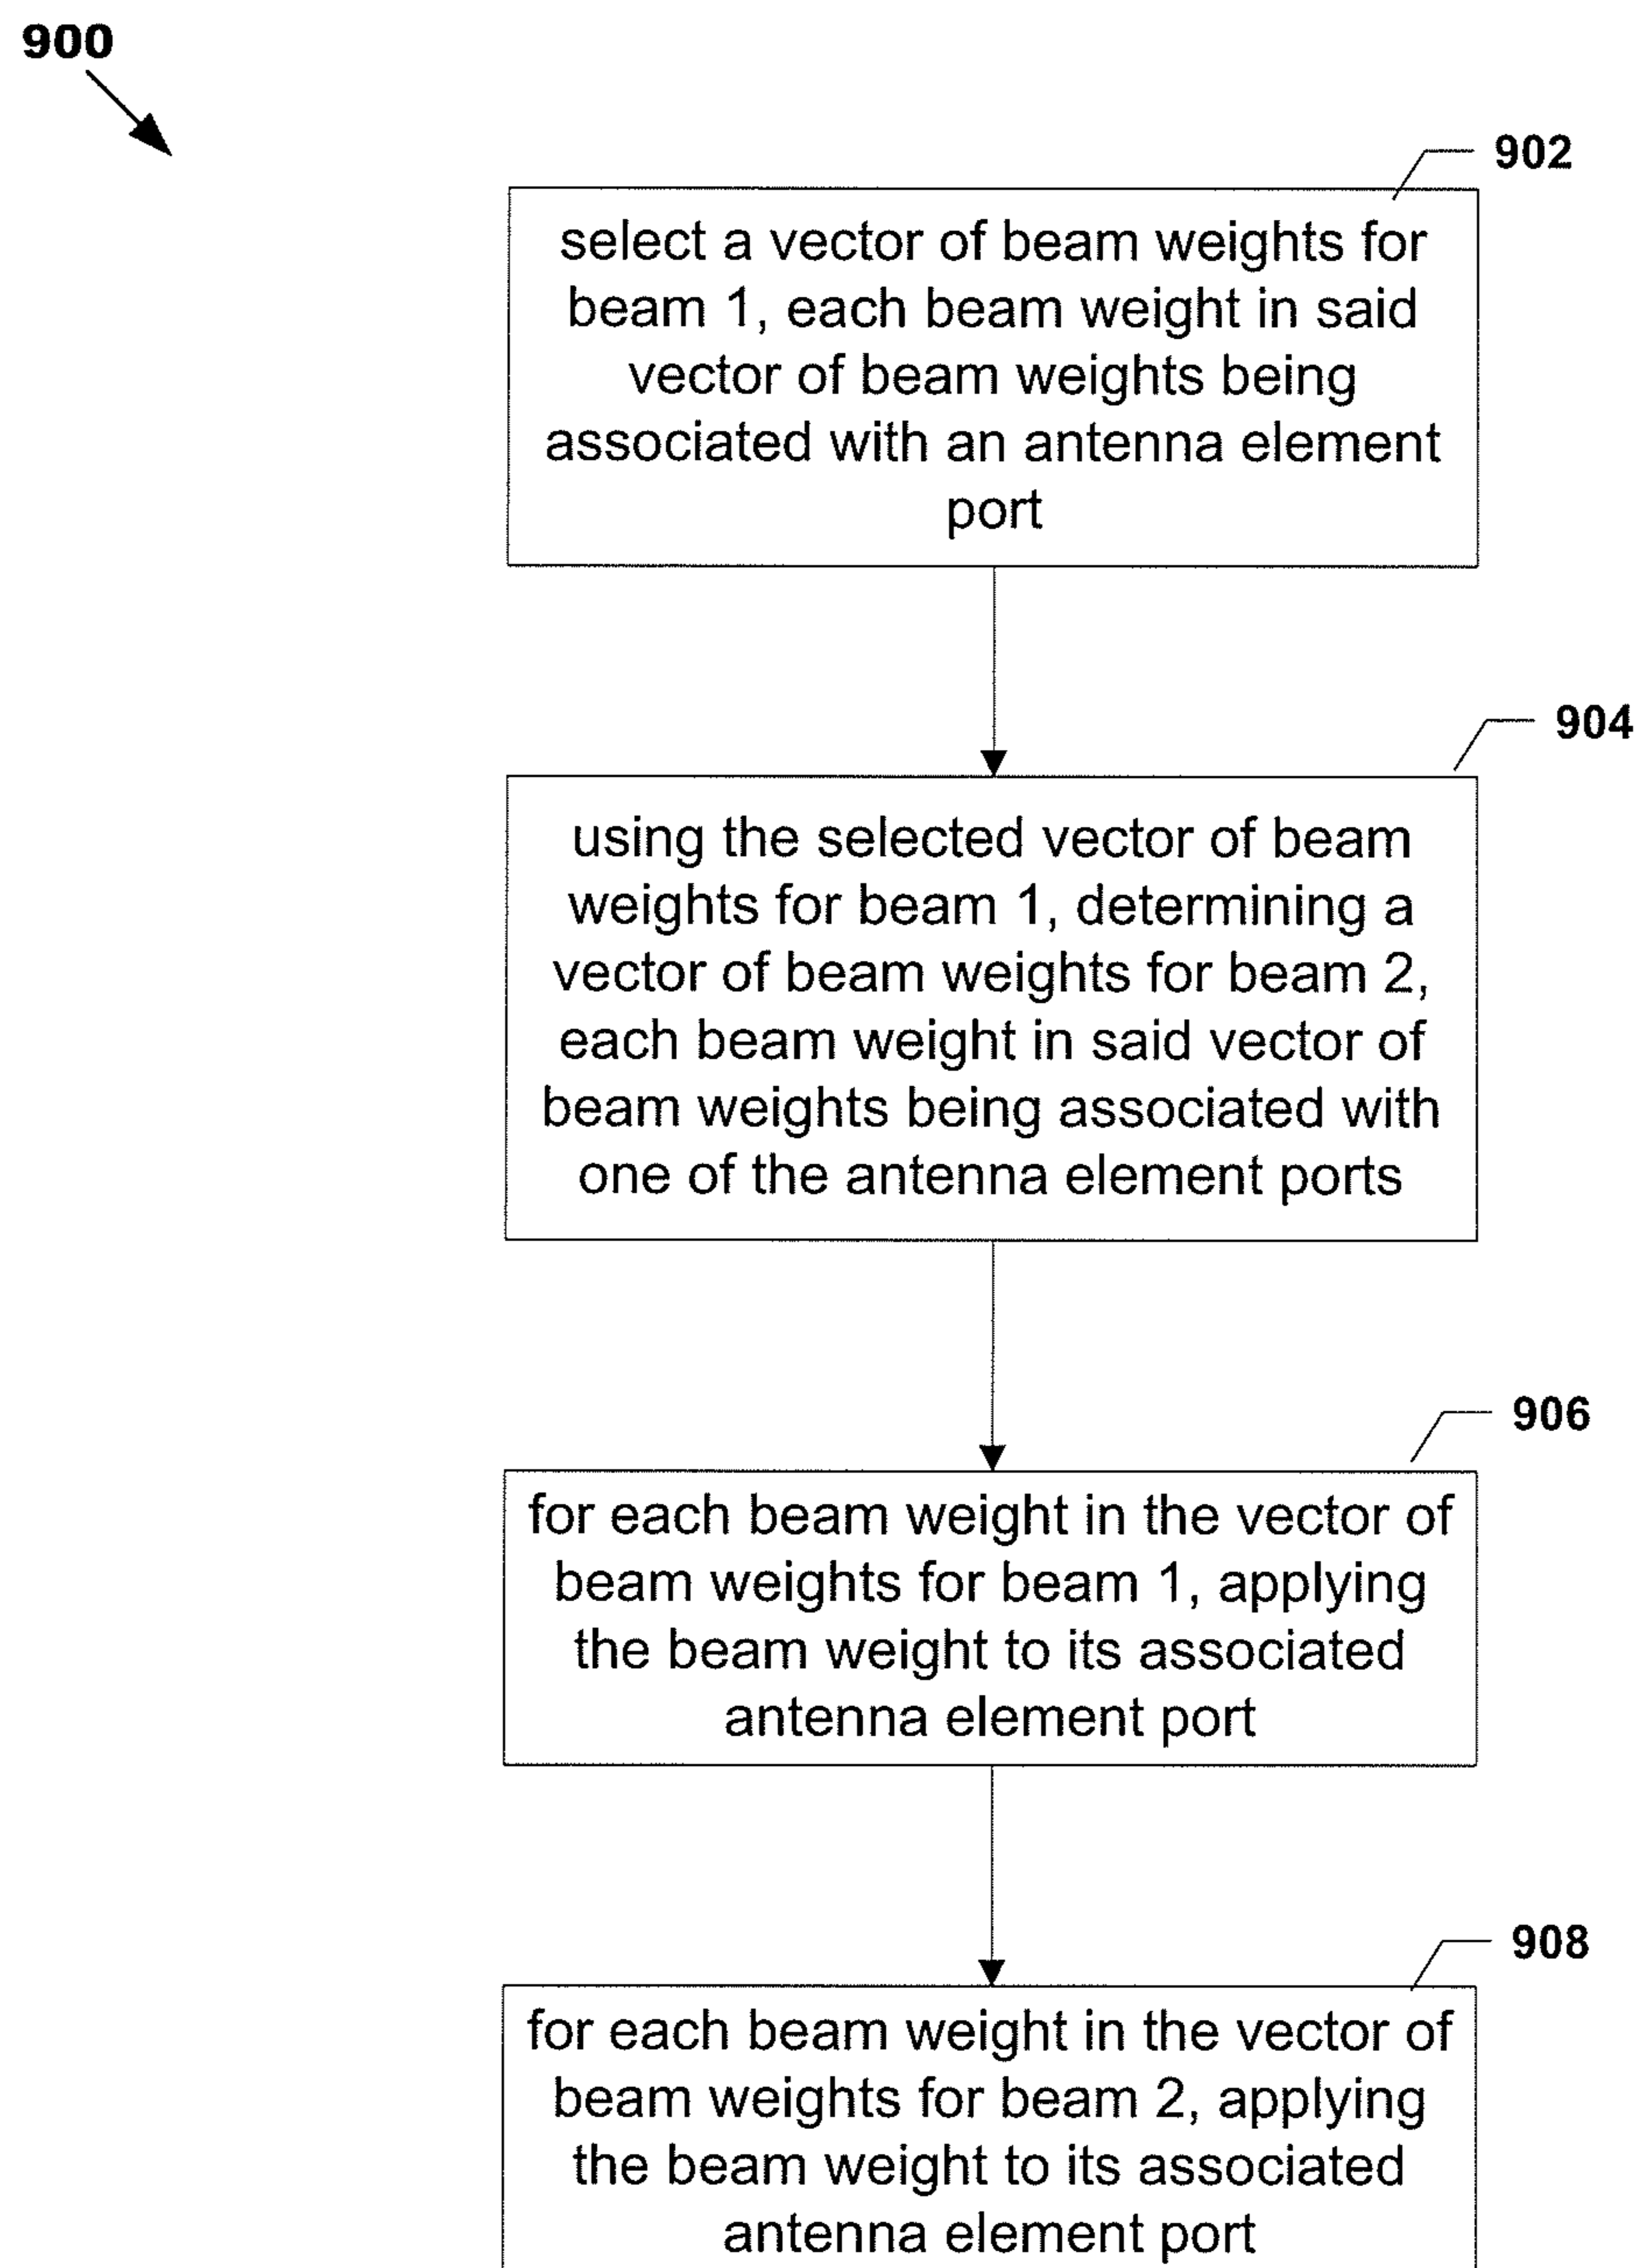 900
902
select a vector of beam weights for
beam 1, each beam weight in said
vector of beam weights being
associated with an antenna element
port
904
using the selected vector of beam
weights for beam 1, determining a
vector of beam weights for beam 2,
each beam weight in said vector of
beam weights being associated with
one of the antenna element ports
906
for each beam weight in the vector of
beam weights for beam 1, applying
the beam weight to its associated
antenna element port
908
for each beam weight in the vector of
beam weights for beam 2, applying
the beam weight to its associated
antenna element port